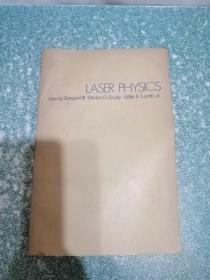 LASER PHYSICS
Murray Sargent III · Marlan O. Scully · Willis E. Lamb, Jr.